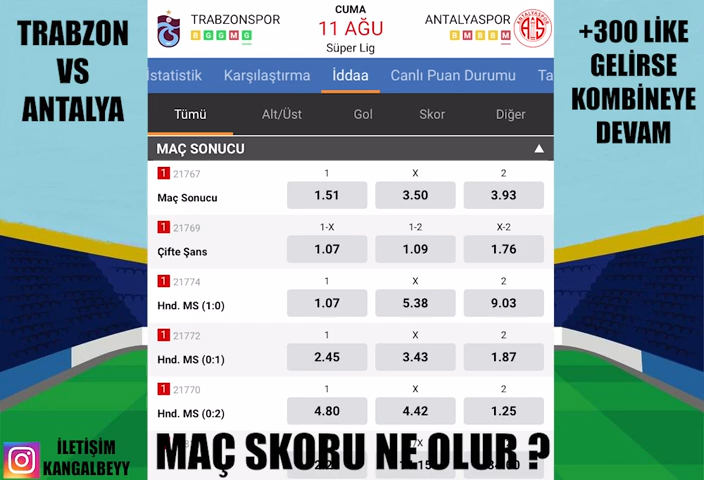 TRABZON
VS
ANTALYA
+300 LİKE
GELİRSE
KOMBİNEYE
DEVAM
TRABZONSPOR
B G G M G
CUMA
11 AĞU
Süper Lig
ANTALYASPOR
B M B B M
İstatistik Karşılaştırma İddaa Canlı Puan Durumu Ta
Tümü Alt/Üst Gol Skor Diğer
MAÇ SONUCU
1 21767 1 X 2
Maç Sonucu 1.51 3.50 3.93
1 21769 1-X 1-2 X-2
Çifte Şans 1.07 1.09 1.76
1 21774 1 X 2
Hnd. MS (1:0) 1.07 5.38 9.03
1 21772 1 X 2
Hnd. MS (0:1) 2.45 3.43 1.87
1 21770 1 X 2
Hnd. MS (0:2) 4.80 4.42 1.25
MAÇ SKORU NE OLUR ?
İLETİŞİM
KANGALBEYY